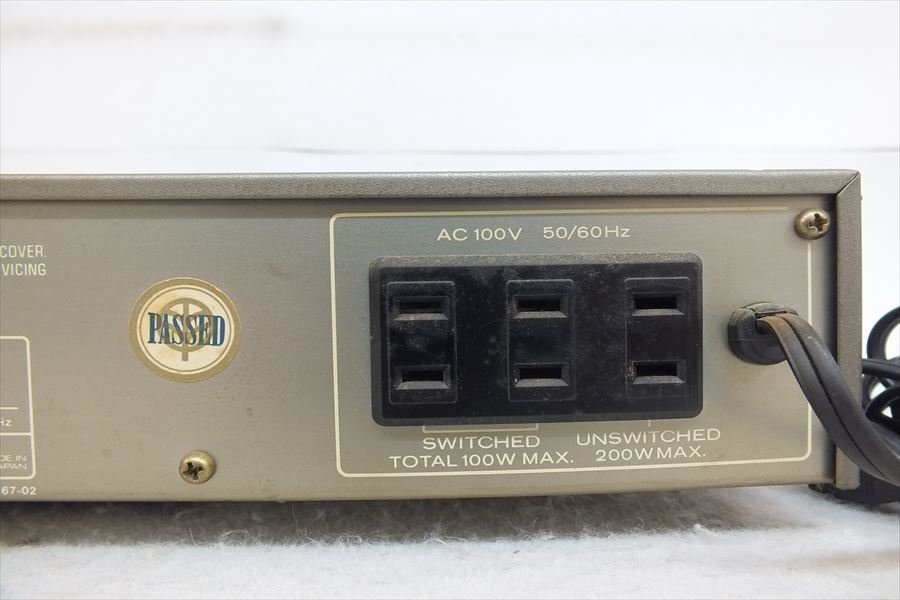 COVER.
VICING
PASSED
AC 100V 50/60Hz
SWITCHED
TOTAL 100W MAX.
UNSWITCHED
200W MAX.
Hz
DE IN
APAN
67-02